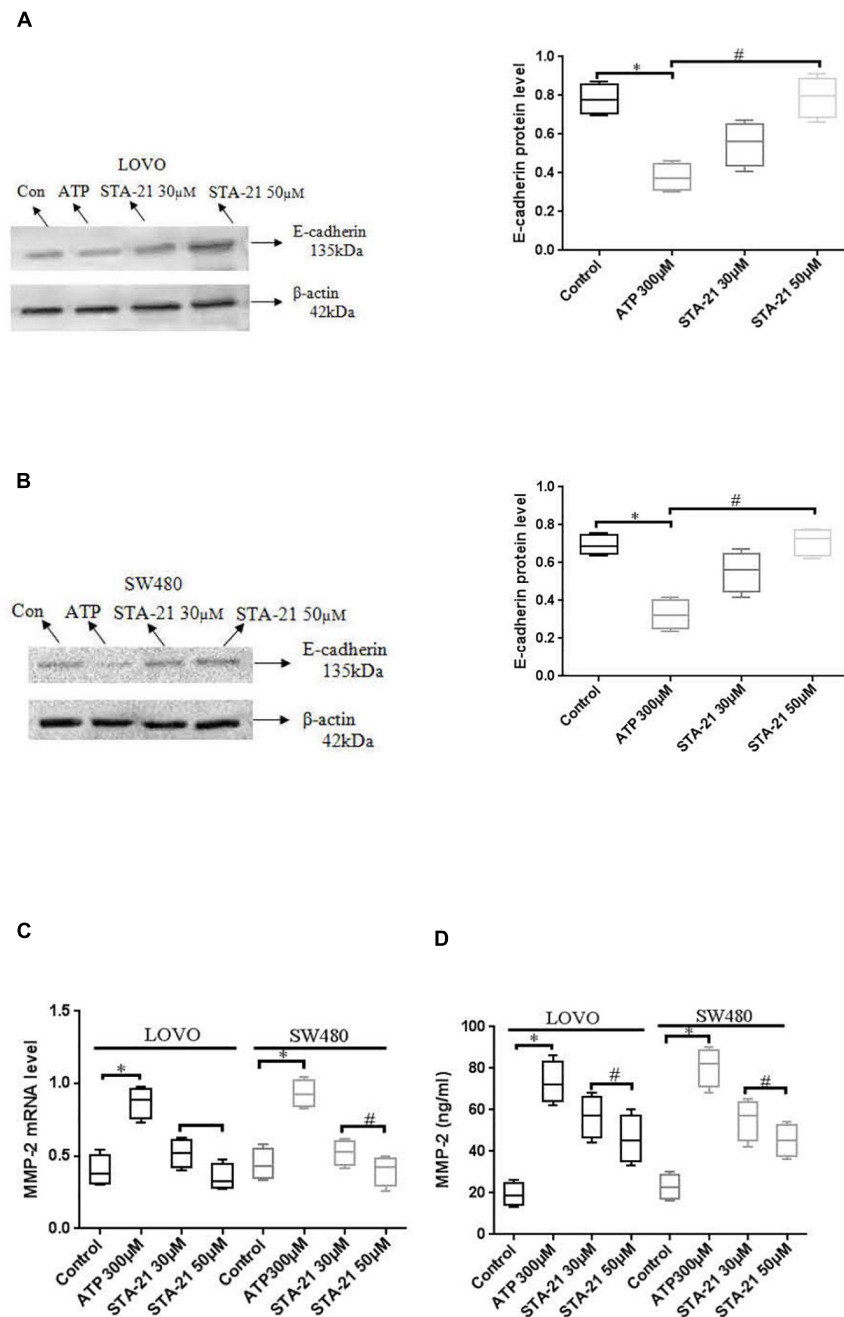 A
LOVO
Con ATP STA-21 30μM STA-21 50μM
E-cadherin
135kDa
β-actin
42kDa
E-cadherin protein level
1.0
0.8
0.6
0.4
0.2
0.0
*
#
Control
ATP 300μM
STA-21 30μM
STA-21 50μM
B
SW480
Con ATP STA-21 30μM STA-21 50μM
E-cadherin
135kDa
β-actin
42kDa
E-cadherin protein level
1.0
0.8
0.6
0.4
0.2
0.0
*
#
Control
ATP 300μM
STA-21 30μM
STA-21 50μM
C
MMP-2 mRNA level
1.5
1.0
0.5
0.0
LOVO
SW480
*
*
#
Control
ATP 300μM
STA-21 30μM
STA-21 50μM
Control
ATP300μM
STA-21 30μM
STA-21 50μM
D
MMP-2 (ng/ml)
100
80
60
40
20
0
LOVO
SW480
*
#
*
#
Control
ATP 300μM
STA-21 30μM
STA-21 50μM
Control
ATP300μM
STA-21 30μM
STA-21 50μM